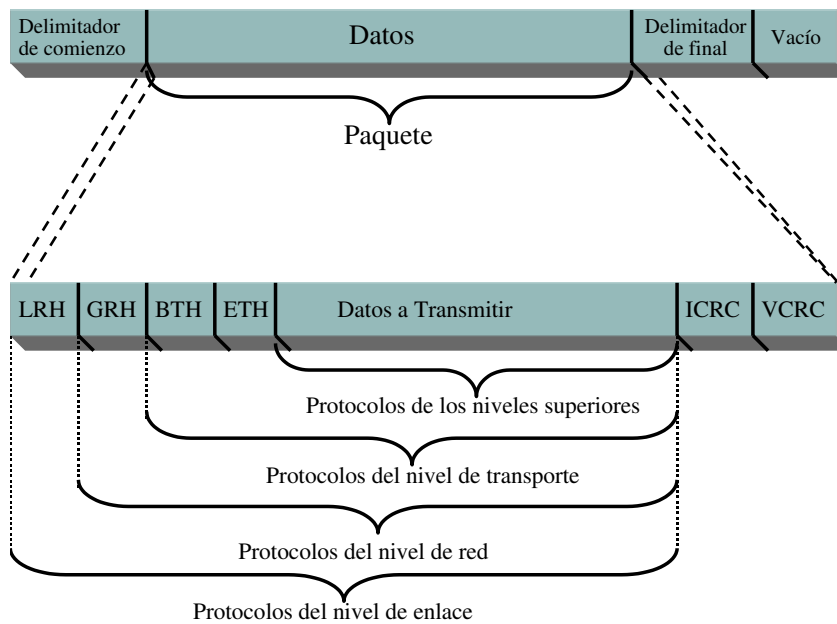 Delimitador
de comienzo
Datos
Delimitador
de final
Vacío
Paquete
LRH
GRH
BTH
ETH
Datos a Transmitir
ICRC
VCRC
Protocolos de los niveles superiores
Protocolos del nivel de transporte
Protocolos del nivel de red
Protocolos del nivel de enlace